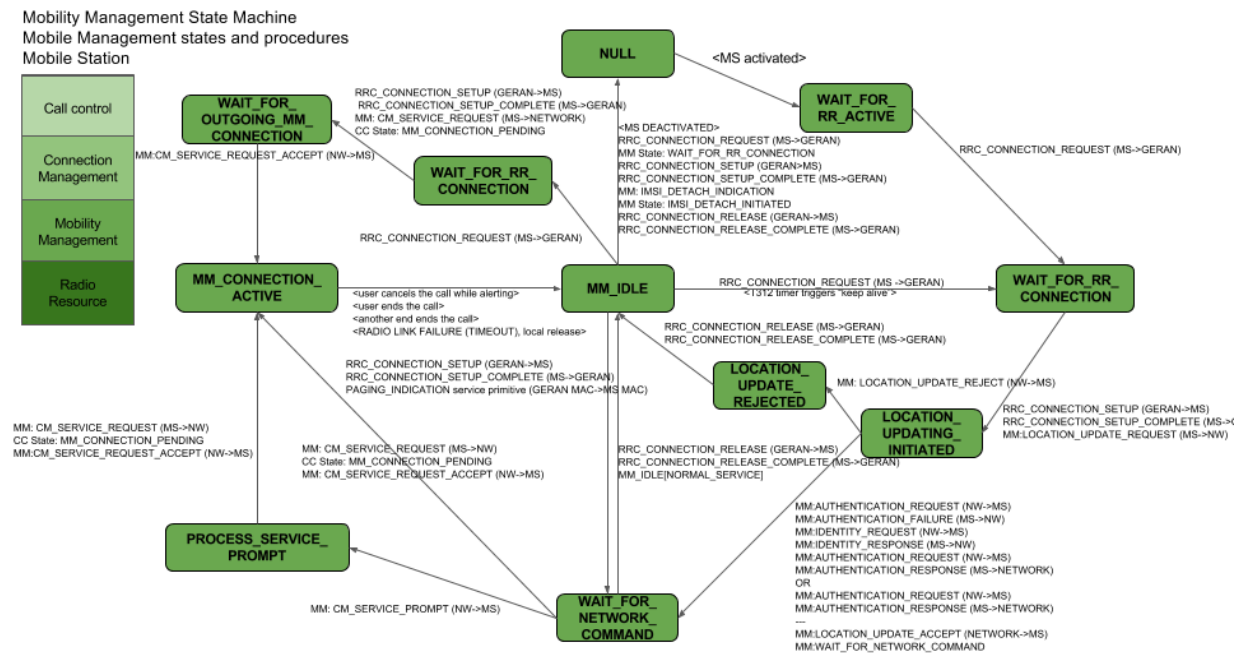 Mobility Management State Machine
Mobile Management states and procedures
Mobile Station
Call control
Connection
Management
Mobility
Management
Radio
Resource
NULL
<MS activated>
WAIT_FOR_
RR_ACTIVE
RRC_CONNECTION_REQUEST (MS->GERAN)
WAIT_FOR_
OUTGOING_MM_
CONNECTION
RRC_CONNECTION_SETUP (GERAN->MS)
RRC_CONNECTION_SETUP_COMPLETE (MS->GERAN)
MM: CM_SERVICE_REQUEST (MS->NETWORK)
CC State: MM_CONNECTION_PENDING
MM:CM_SERVICE_REQUEST_ACCEPT (NW->MS)
WAIT_FOR_RR_
CONNECTION
RRC_CONNECTION_REQUEST (MS->GERAN)
<MS DEACTIVATED>
RRC_CONNECTION_REQUEST (MS->GERAN)
MM State: WAIT_FOR_RR_CONNECTION
RRC_CONNECTION_SETUP (GERAN>MS)
RRC_CONNECTION_SETUP_COMPLETE (MS->GERAN)
MM: IMSI_DETACH_INDICATION
MM State: IMSI_DETACH_INITIATED
RRC_CONNECTION_RELEASE (GERAN->MS)
RRC_CONNECTION_RELEASE_COMPLETE (MS->GERAN)
MM_CONNECTION_
ACTIVE
<user cancels the call while alerting>
<user ends the call>
<another end ends the call>
<RADIO LINK FAILURE (TIMEOUT), local release>
MM_IDLE
RRC_CONNECTION_REQUEST (MS ->GERAN)
<T312 timer triggers "keep alive">
WAIT_FOR_RR_
CONNECTION
RRC_CONNECTION_RELEASE (MS->GERAN)
RRC_CONNECTION_RELEASE_COMPLETE (MS->GERAN)
RRC_CONNECTION_SETUP (GERAN->MS)
RRC_CONNECTION_SETUP_COMPLETE (MS->GERAN)
PAGING_INDICATION service primitive (GERAN MAC->MS MAC)
LOCATION_
UPDATE_
REJECTED
MM: LOCATION_UPDATE_REJECT (NW->MS)
LOCATION_
UPDATING_
INITIATED
RRC_CONNECTION_SETUP (GERAN->MS)
RRC_CONNECTION_SETUP_COMPLETE (MS->G
MM:LOCATION_UPDATE_REQUEST (MS->NW)
MM: CM_SERVICE_REQUEST (MS->NW)
CC State: MM_CONNECTION_PENDING
MM:CM_SERVICE_REQUEST_ACCEPT (NW->MS)
MM: CM_SERVICE_REQUEST (MS->NW)
CC State: MM_CONNECTION_PENDING
MM: CM_SERVICE_REQUEST_ACCEPT (NW->MS)
RRC_CONNECTION_RELEASE (GERAN->MS)
RRC_CONNECTION_RELEASE_COMPLETE (MS->GERAN)
MM_IDLE[NORMAL_SERVICE]
MM:AUTHENTICATION_REQUEST (NW->MS)
MM:AUTHENTICATION_FAILURE (MS->NW)
MM:IDENTITY_REQUEST (NW->MS)
MM:IDENTITY_RESPONSE (MS->NW)
MM:AUTHENTICATION_REQUEST (NW->MS)
MM:AUTHENTICATION_RESPONSE (MS->NETWORK)
OR
MM:AUTHENTICATION_REQUEST (NW->MS)
MM:AUTHENTICATION_RESPONSE (MS->NETWORK)
---
MM:LOCATION_UPDATE_ACCEPT (NETWORK->MS)
MM:WAIT_FOR_NETWORK_COMMAND
PROCESS_SERVICE_
PROMPT
MM: CM_SERVICE_PROMPT (NW->MS)
WAIT_FOR_
NETWORK_
COMMAND